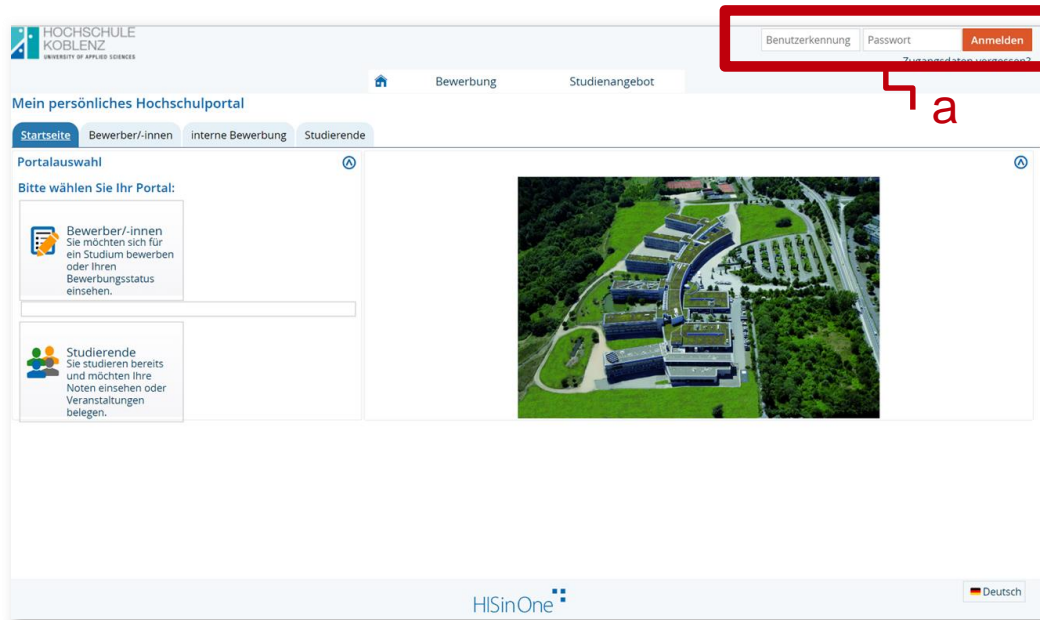 HOCHSCHULE
KOBLENZ
UNIVERSITY OF APPLIED SCIENCES
Benutzerkennung Passwort Anmelden
Zugangsdaten vergessen?
a
Bewerbung Studienangebot
Mein persönliches Hochschulportal
Startseite Bewerber/-innen interne Bewerbung Studierende
Portalauswahl
Bitte wählen Sie Ihr Portal:
Bewerber/-innen
Sie möchten sich für
ein Studium bewerben
oder Ihren
Bewerbungsstatus
einsehen.
Studierende
Sie studieren bereits
und möchten Ihre
Noten einsehen oder
Veranstaltungen
belegen.
HISinOne
Deutsch